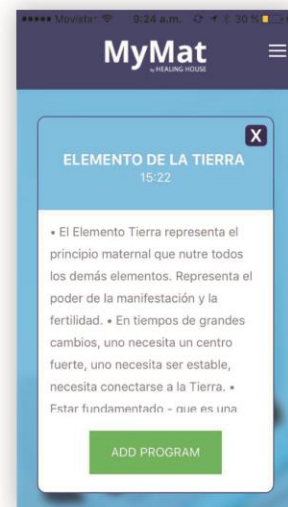 Movistar 9:24 a.m. 30 %
MyMat
by HEALING HOUSE
X
ELEMENTO DE LA TIERRA
15:22
• El Elemento Tierra representa el
principio maternal que nutre todos
los demás elementos. Representa el
poder de la manifestación y la
fertilidad. • En tiempos de grandes
cambios, uno necesita un centro
fuerte, uno necesita ser estable,
necesita conectarse a la Tierra. •
Estar fundamentado - que es una
ADD PROGRAM